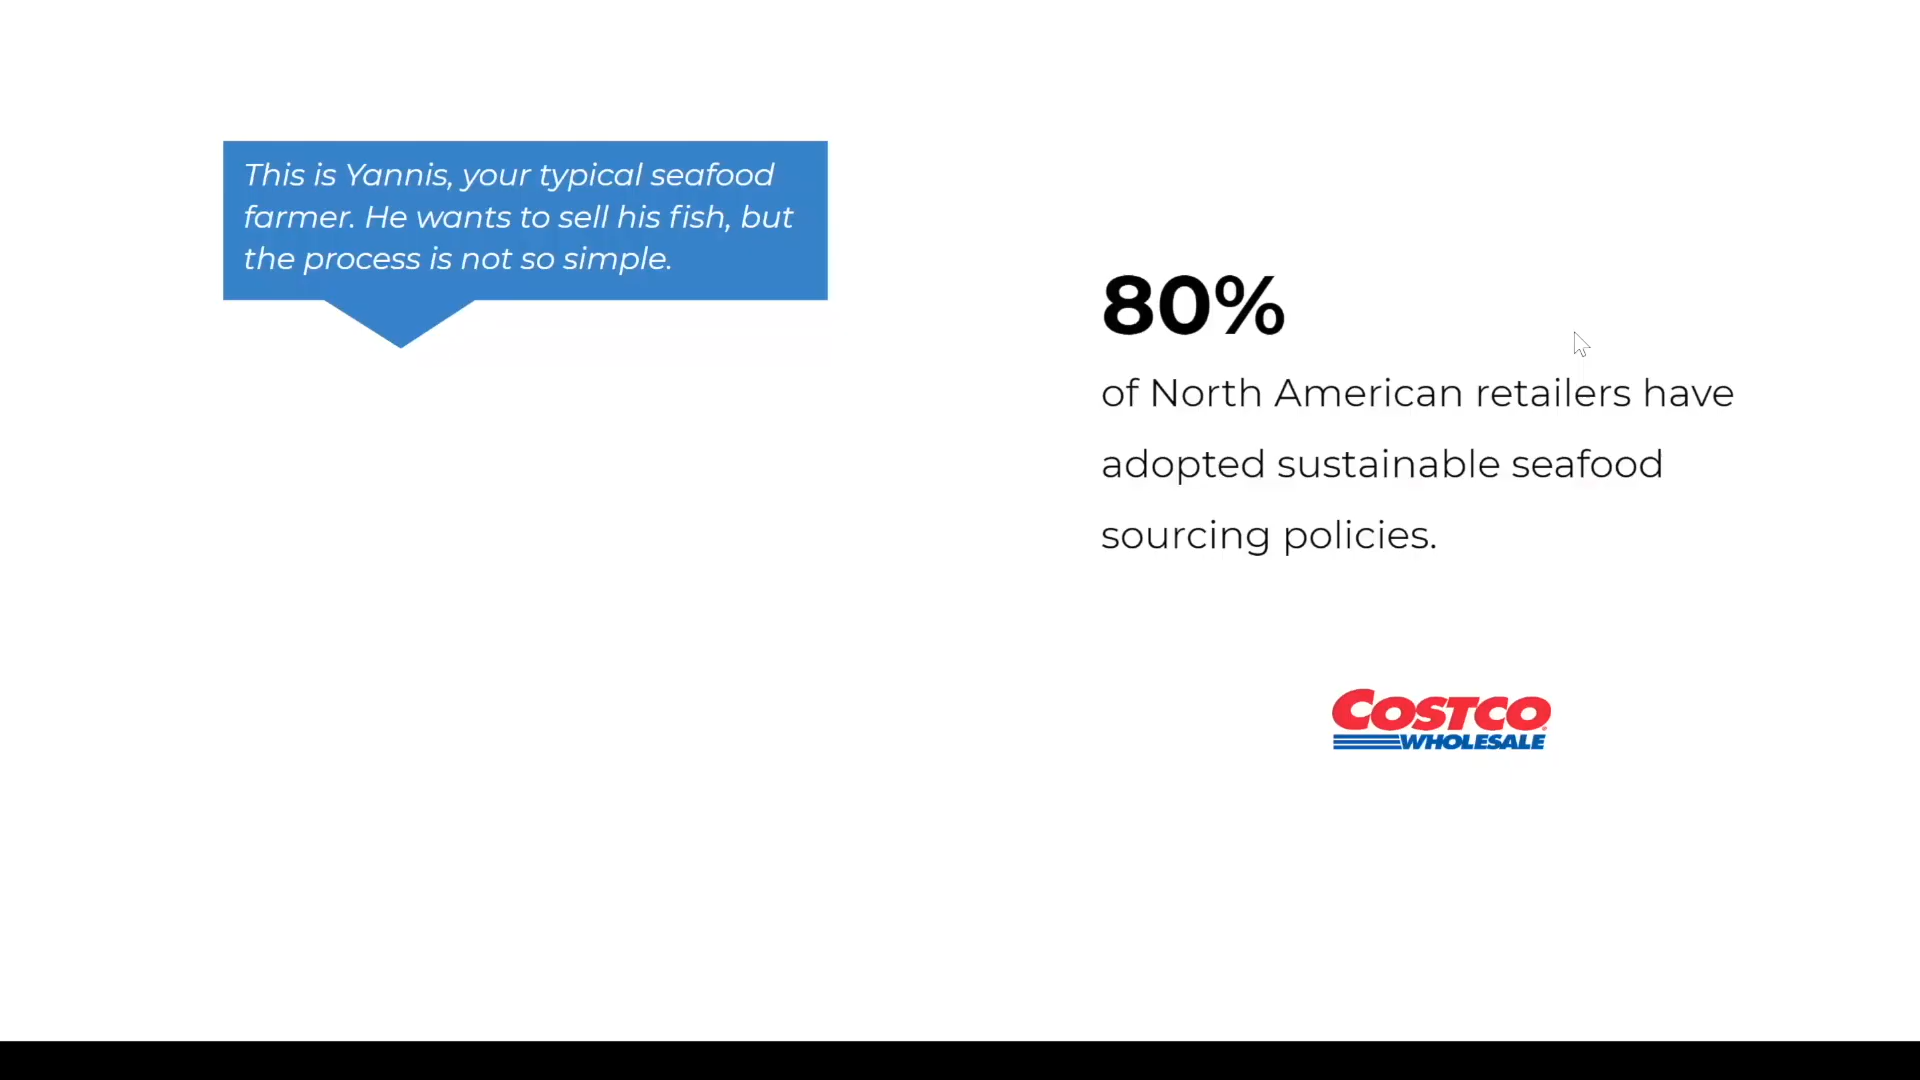 This is Yannis, your typical seafood
farmer. He wants to sell his fish, but
the process is not so simple.
80%
of North American retailers have
adopted sustainable seafood
sourcing policies.
COSTCO
WHOLESALE